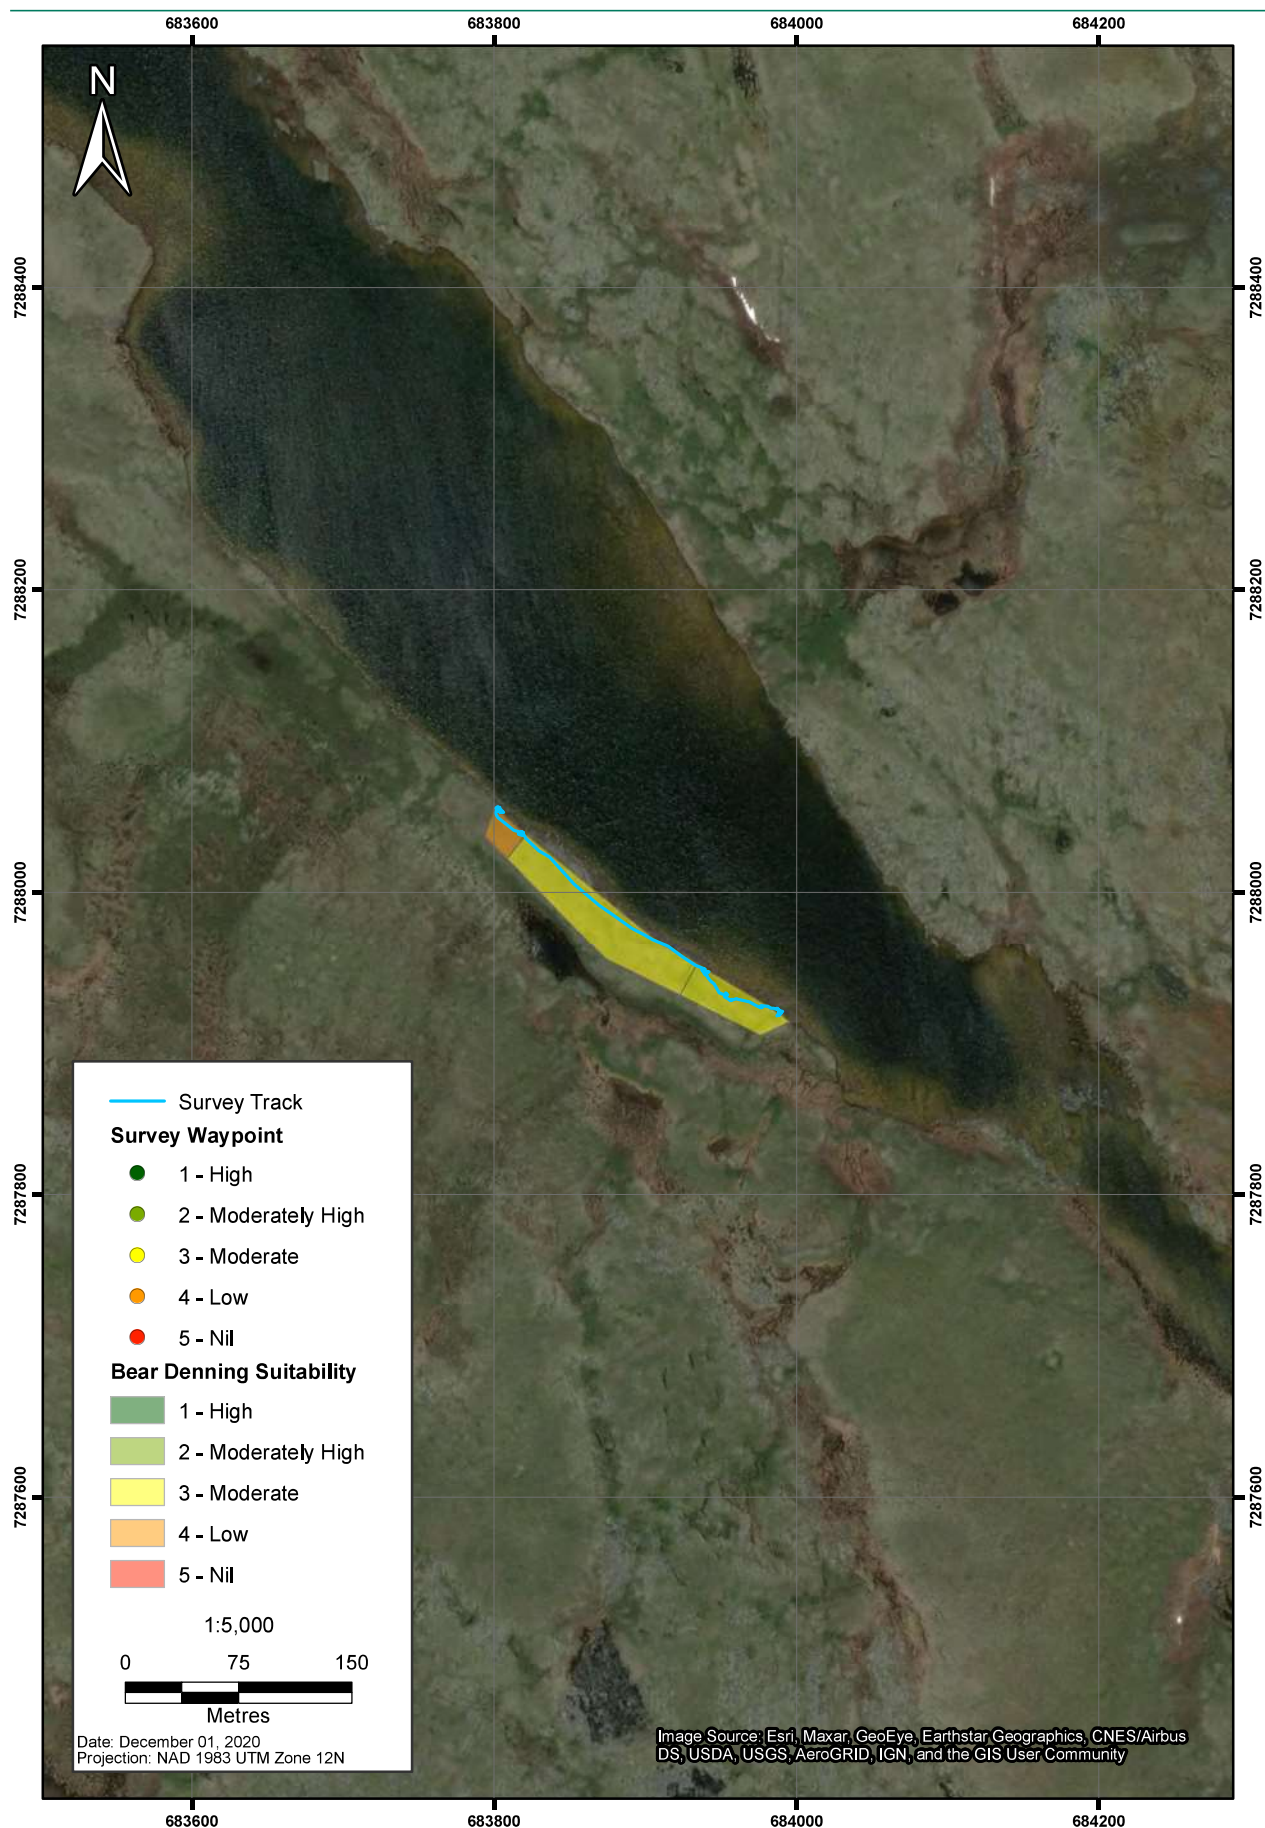 683600 683800 684000 684200
N
7288400 7288400
7288200 7288200
7288000 7288000
7287800 7287800
7287600 7287600
Survey Track
Survey Waypoint
1 - High
2 - Moderately High
3 - Moderate
4 - Low
5 - Nil
Bear Denning Suitability
1 - High
2 - Moderately High
3 - Moderate
4 - Low
5 - Nil
1:5,000
0 75 150
Metres
Date: December 01, 2020
Projection: NAD 1983 UTM Zone 12N
Image Source: Esri, Maxar, GeoEye, Earthstar Geographics, CNES/Airbus
DS, USDA, USGS, AeroGRID, IGN, and the GIS User Community
683600 683800 684000 684200